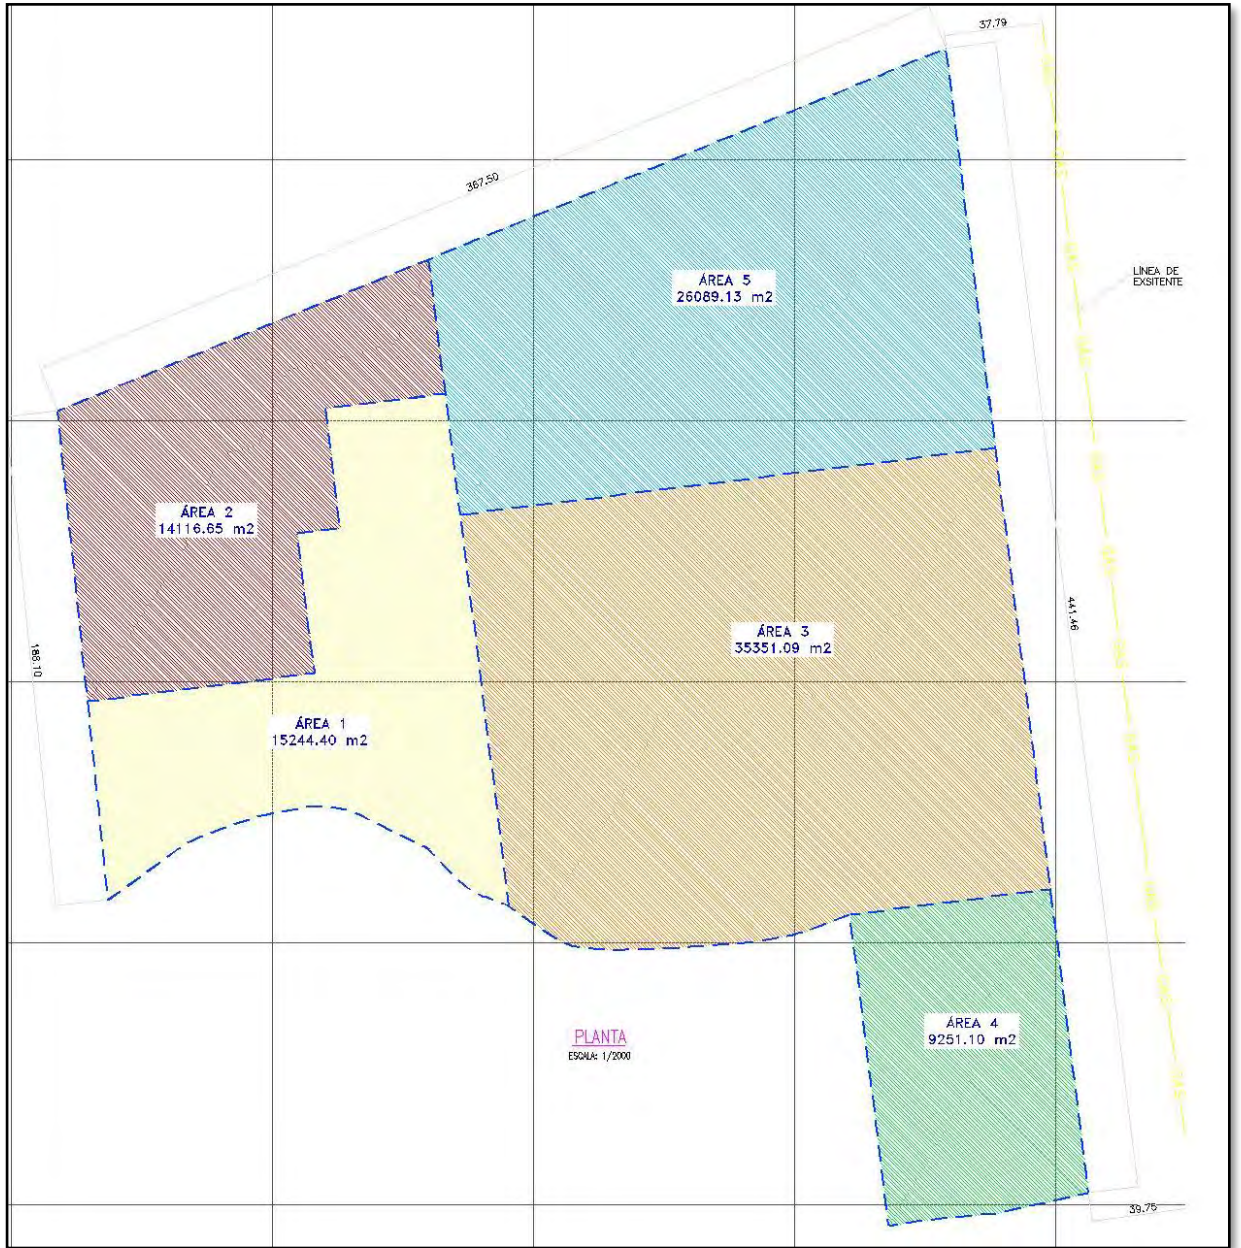 37.79
367.50
LINEA DE
EXSITENTE
ÁREA 5
26089.13 m2
ÁREA 2
14116.65 m2
441.46
ÁREA 3
35351.09 m2
188.10
ÁREA 1
15244.40 m2
ÁREA 4
9251.10 m2
PLANTA
ESCALA: 1/2000
39.75